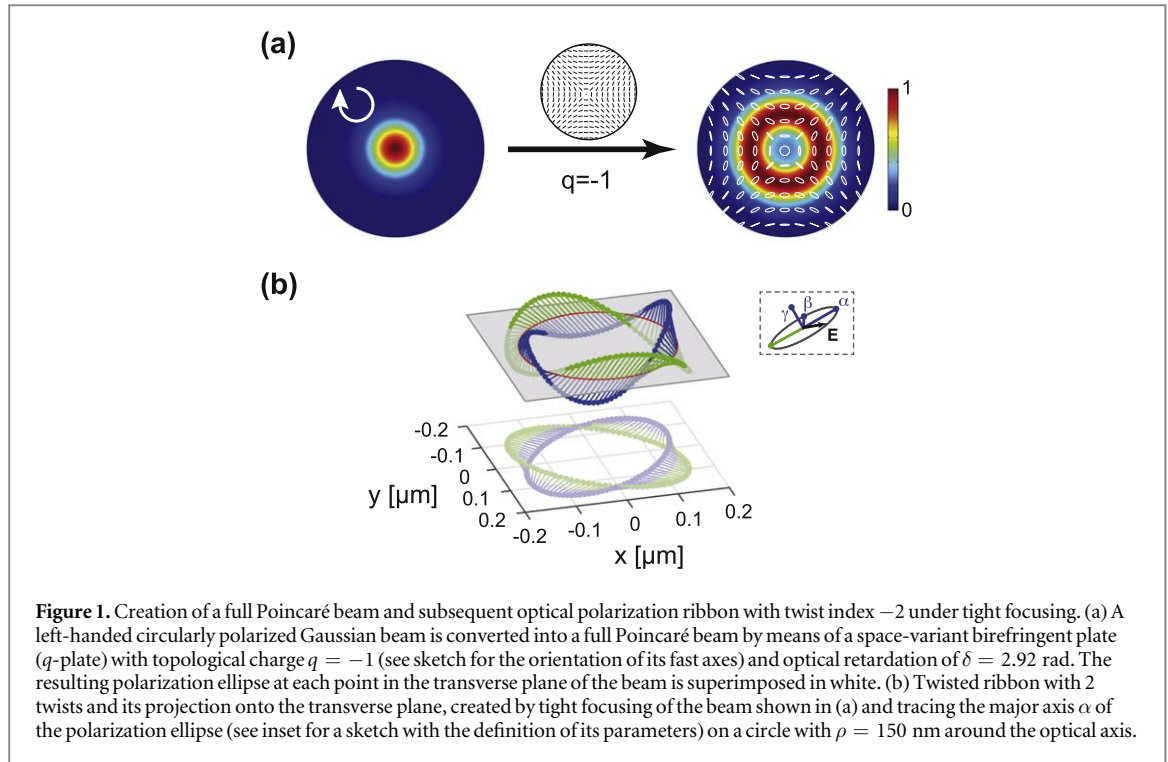 (a)
q=-1
1
0
(b)
γ β α
E
-0.2
-0.1
0
0.1
0.2
y [μm]
-0.2
-0.1
0
0.1
0.2
x [μm]
Figure 1. Creation of a full Poincaré beam and subsequent optical polarization ribbon with twist index −2 under tight focusing. (a) A
left-handed circularly polarized Gaussian beam is converted into a full Poincaré beam by means of a space-variant birefringent plate
(q-plate) with topological charge q = −1 (see sketch for the orientation of its fast axes) and optical retardation of δ = 2.92 rad. The
resulting polarization ellipse at each point in the transverse plane of the beam is superimposed in white. (b) Twisted ribbon with 2
twists and its projection onto the transverse plane, created by tight focusing of the beam shown in (a) and tracing the major axis α of
the polarization ellipse (see inset for a sketch with the definition of its parameters) on a circle with ρ = 150 nm around the optical axis.